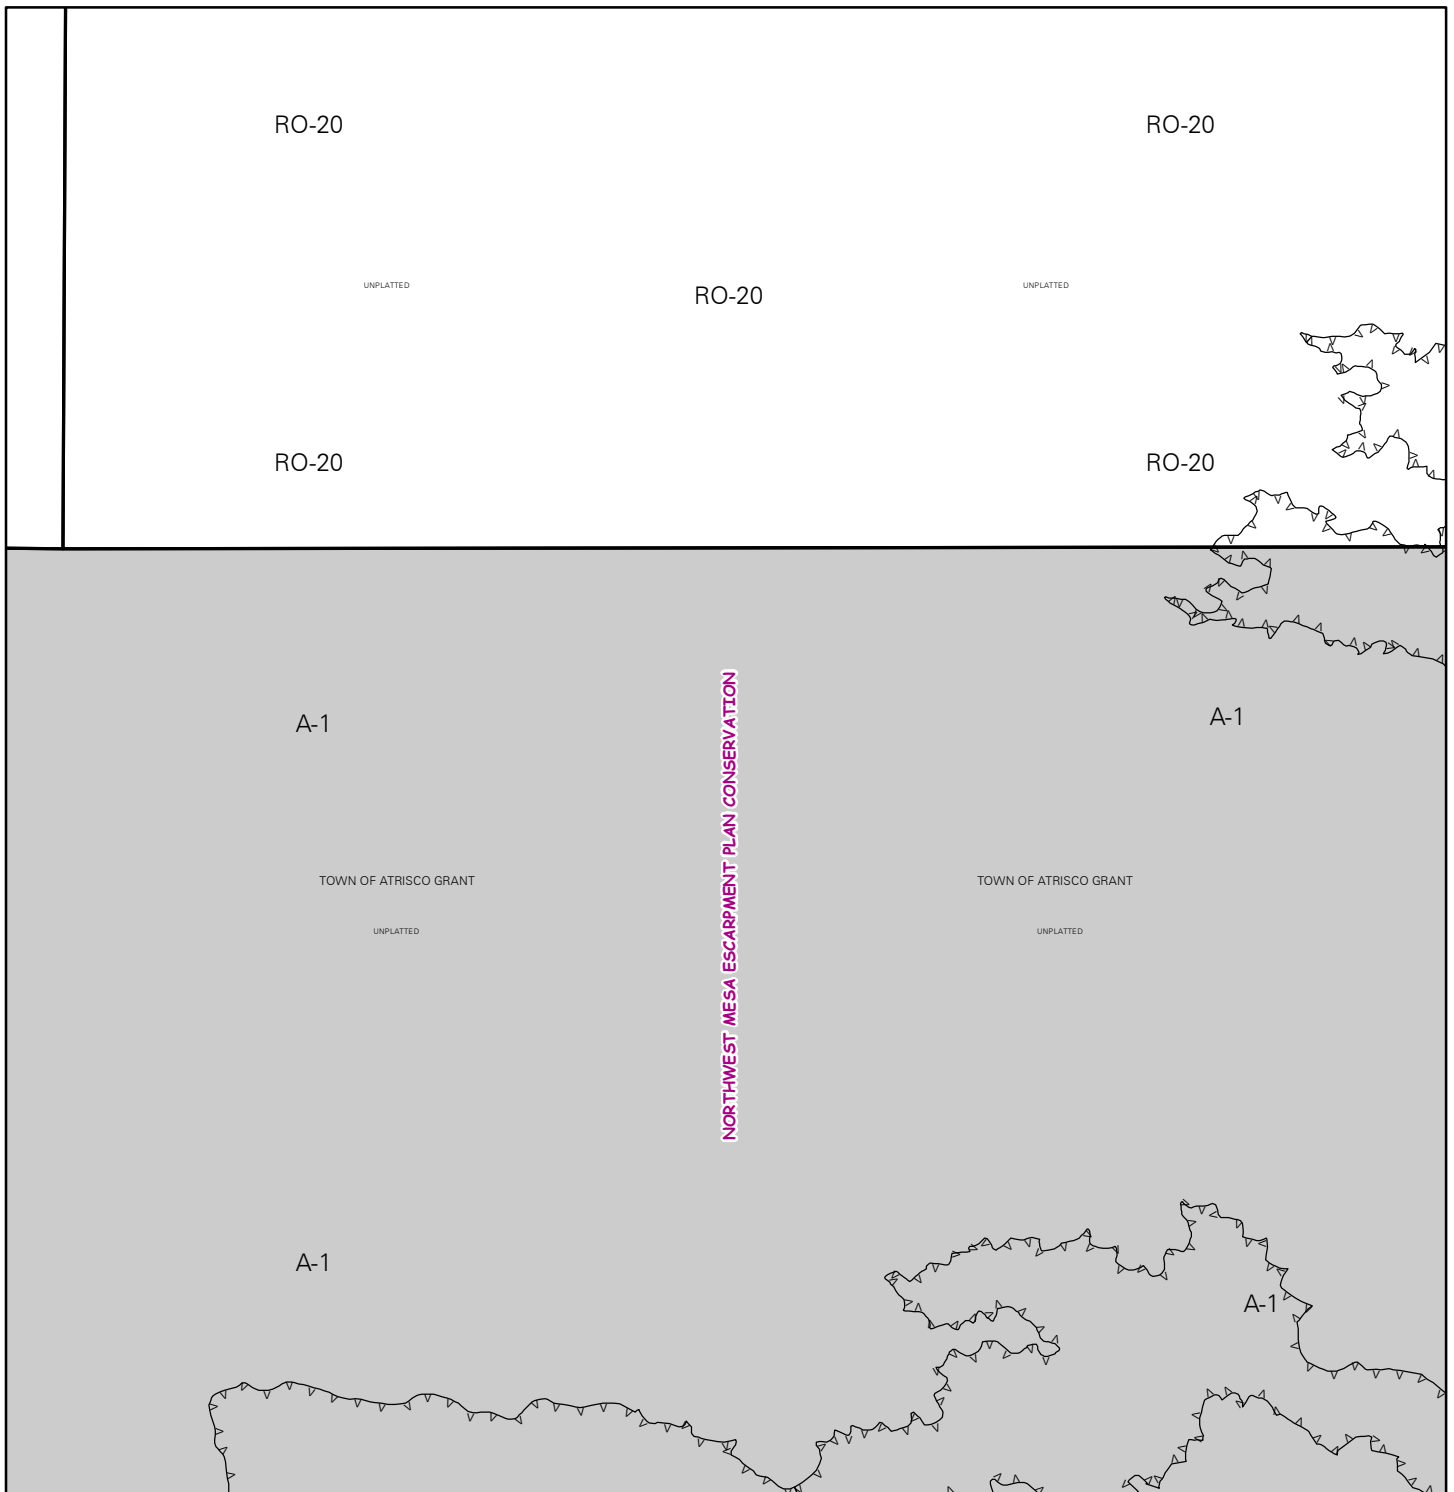 RO-20
RO-20
UNPLATTED
UNPLATTED
RO-20
RO-20
RO-20
NORTHWEST MESA ESCARPMENT PLAN CONSERVATION
A-1
A-1
TOWN OF ATRISCO GRANT
TOWN OF ATRISCO GRANT
UNPLATTED
UNPLATTED
A-1
A-1